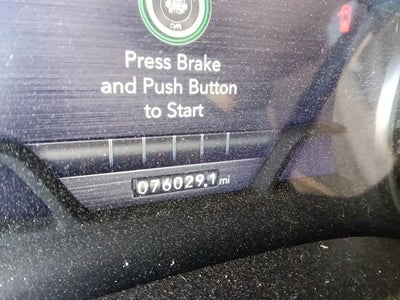 Press Brake
and Push Button
to Start
076029.1 mi